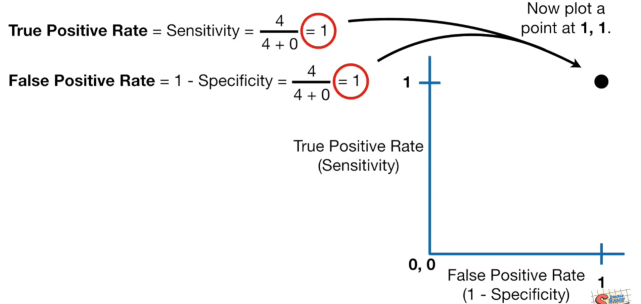 True Positive Rate = Sensitivity = 4 / 4 + 0 = 1
Now plot a
point at 1, 1.
False Positive Rate = 1 - Specificity = 4 / 4 + 0 = 1
1
True Positive Rate
(Sensitivity)
0, 0
False Positive Rate
(1 - Specificity)
1